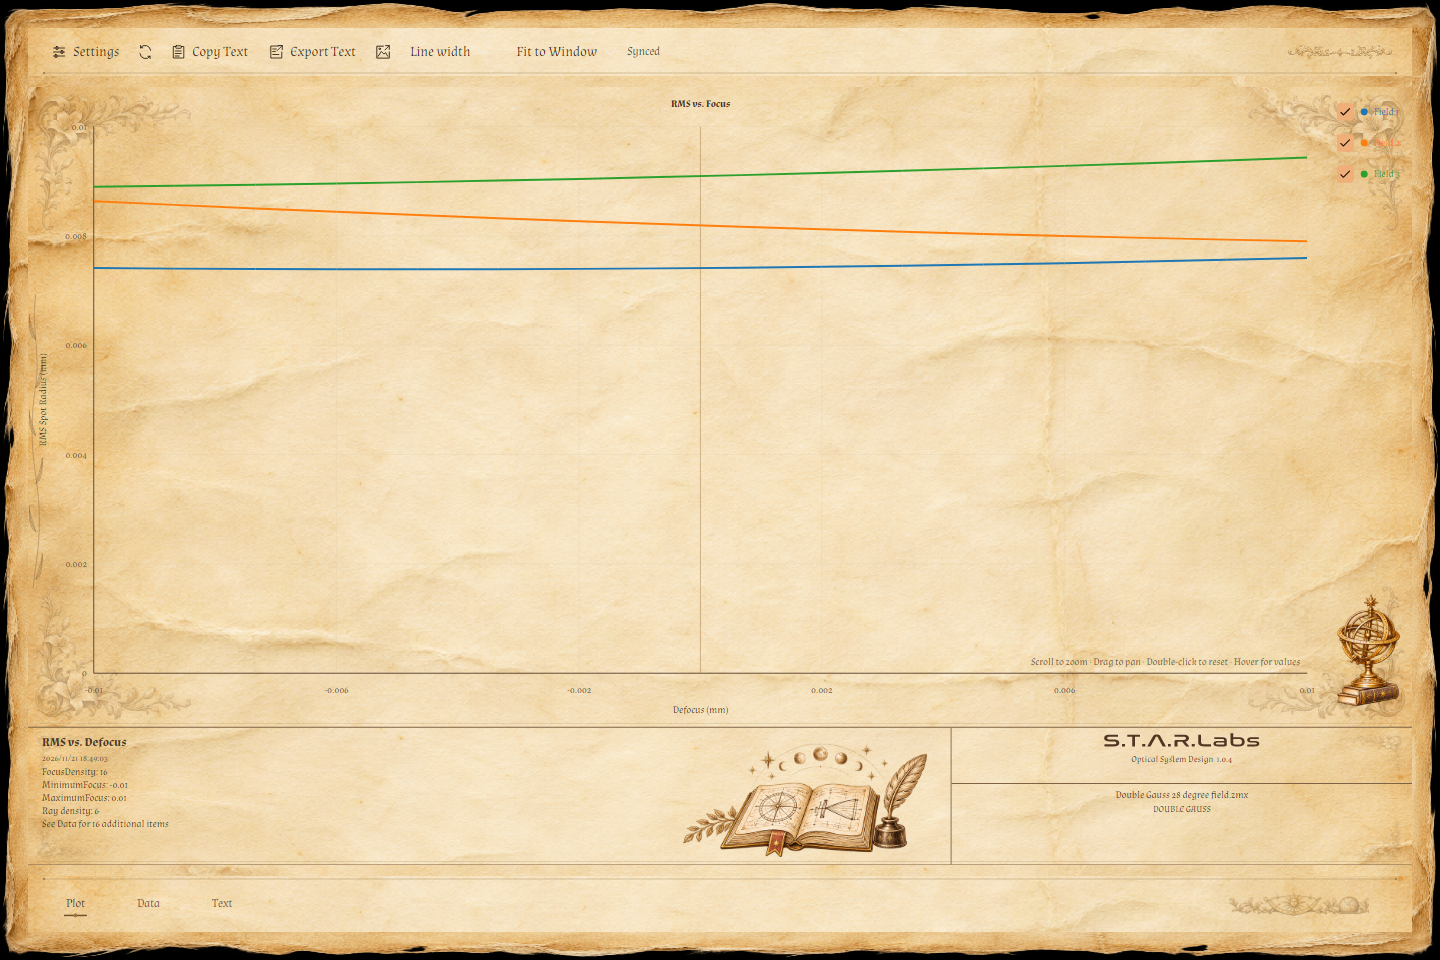 Settings
Copy Text
Export Text
Line width
Fit to Window
Synced
RMS vs. Focus
Field 1
Field 3
0.01
0.008
0.006
0.004
0.002
0
RMS Spot Radius (mm)
-0.01
-0.006
-0.002
0.002
0.006
0.01
Scroll to zoom · Drag to pan · Double-click to reset · Hover for values
Defocus (mm)
RMS vs. Defocus
2026/11/21 18:49:03
FocusDensity: 16
MinimumFocus: -0.01
MaximumFocus: 0.01
Ray density: 6
See Data for 16 additional items
S.T.A.R.Labs
Optical System Design 1.0.4
Double Gauss 28 degree field.zmx
DOUBLE GAUSS
Plot
Data
Text